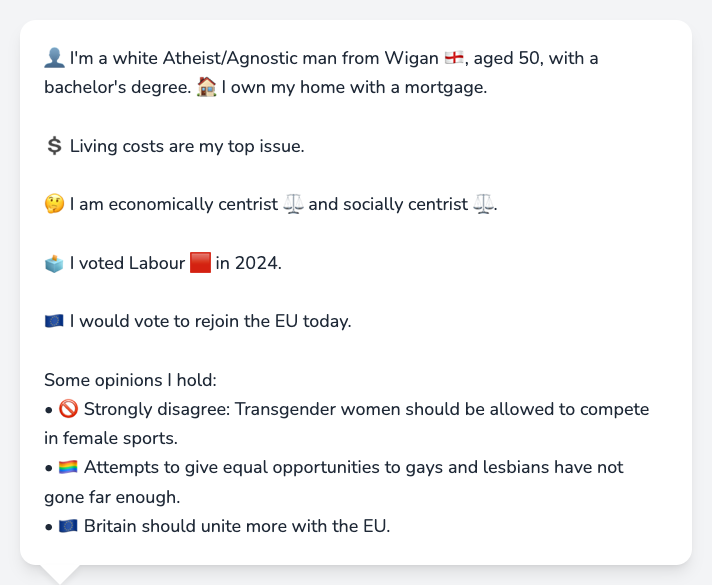 👤 I'm a white Atheist/Agnostic man from Wigan 🏴󠁧󠁢󠁥󠁮󠁧󠁿, aged 50, with a
bachelor's degree. 🏠 I own my home with a mortgage.
💲 Living costs are my top issue.
🤔 I am economically centrist ⚖️ and socially centrist ⚖️.
🗳️ I voted Labour 🟥 in 2024.
🇪🇺 I would vote to rejoin the EU today.
Some opinions I hold:
• 🚫 Strongly disagree: Transgender women should be allowed to compete
in female sports.
• 🏳️‍🌈 Attempts to give equal opportunities to gays and lesbians have not
gone far enough.
• 🇪🇺 Britain should unite more with the EU.